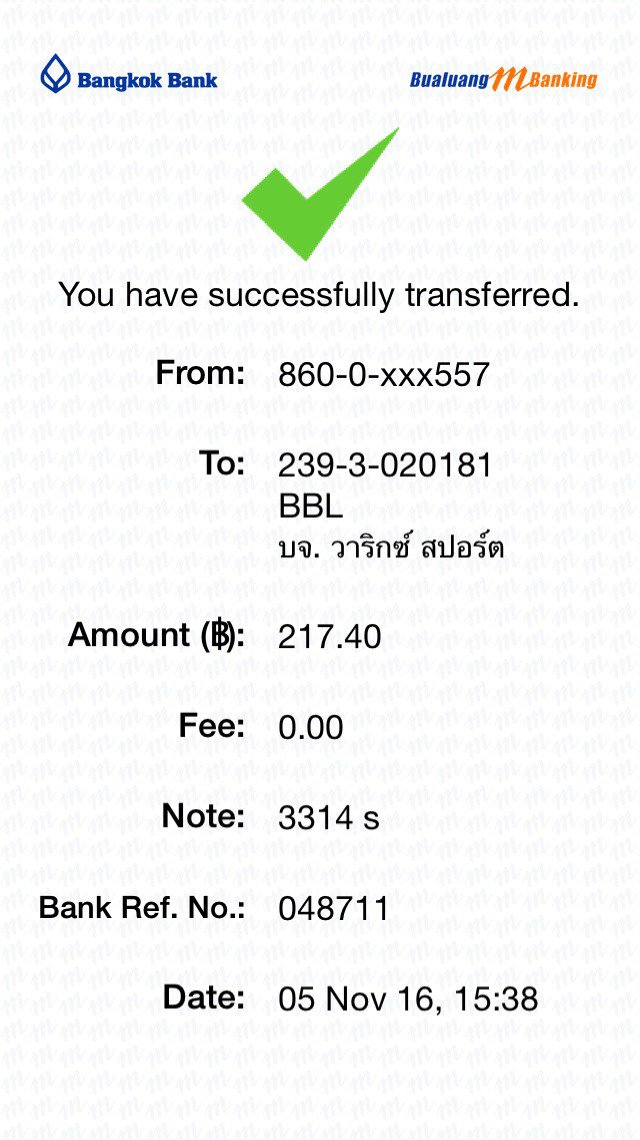 Bangkok Bank
Bualuang mBanking
You have successfully transferred.
From: 860-0-xxx557
To: 239-3-020181
BBL
บจ. วาริกซ์ สปอร์ต
Amount (฿): 217.40
Fee: 0.00
Note: 3314 s
Bank Ref. No.: 048711
Date: 05 Nov 16, 15:38